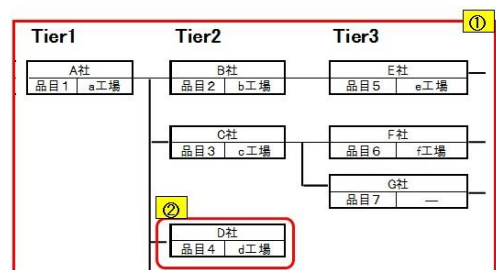 ①
Tier1 Tier2 Tier3
A社 B社 E社
品目1 a工場 品目2 b工場 品目5 e工場
C社 F社
品目3 c工場 品目6 f工場
G社
品目7 —
②
D社
品目4 d工場